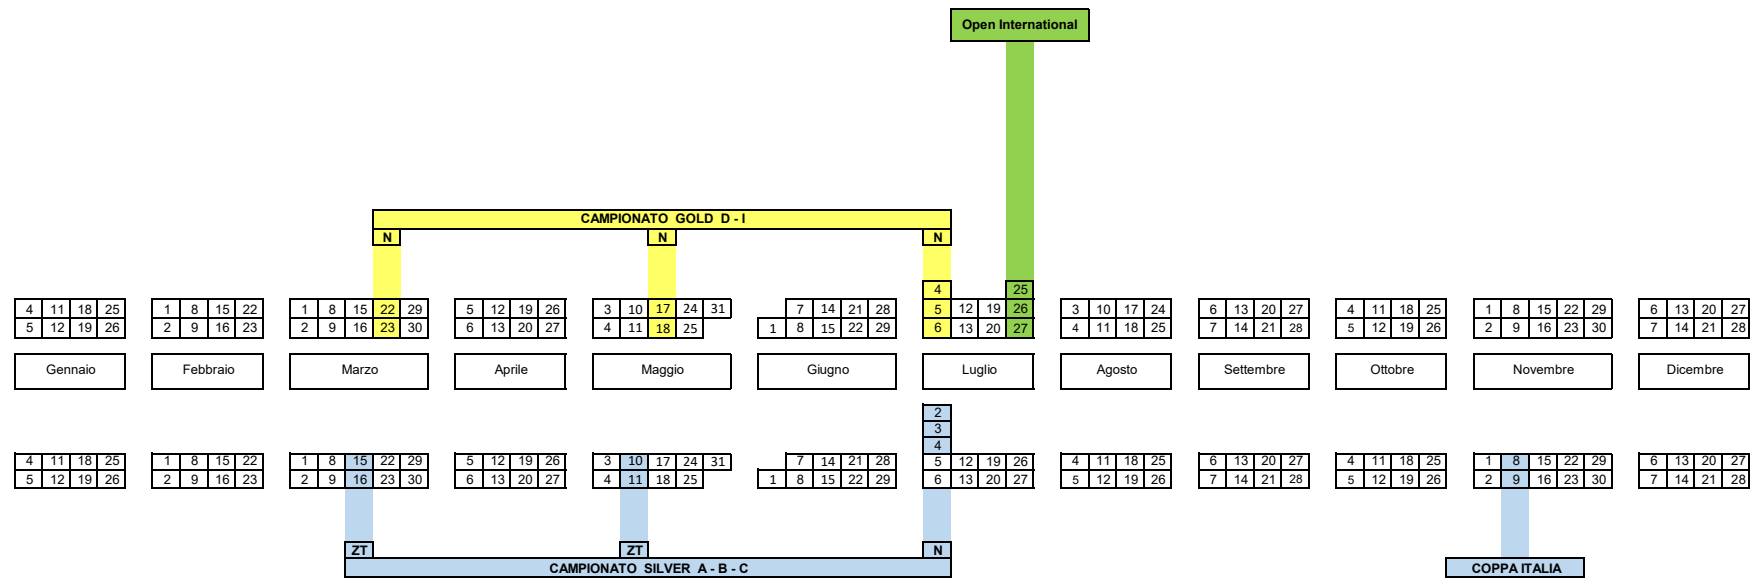 Open International
CAMPIONATO GOLD D - I
N N N
4 25
4 11 18 25 1 8 15 22 1 8 15 22 29 5 12 19 26 3 10 17 24 31 7 14 21 28 5 12 19 26 3 10 17 24 6 13 20 27 4 11 18 25 1 8 15 22 29 6 13 20 27
5 12 19 26 2 9 16 23 2 9 16 23 30 6 13 20 27 4 11 18 25 1 8 15 22 29 6 13 20 27 4 11 18 25 7 14 21 28 5 12 19 26 2 9 16 23 30 7 14 21 28
Gennaio Febbraio Marzo Aprile Maggio Giugno Luglio Agosto Settembre Ottobre Novembre Dicembre
2
3
4
4 11 18 25 1 8 15 22 1 8 15 22 29 5 12 19 26 3 10 17 24 31 7 14 21 28 5 12 19 26 4 11 18 25 6 13 20 27 4 11 18 25 1 8 15 22 29 6 13 20 27
5 12 19 26 2 9 16 23 2 9 16 23 30 6 13 20 27 4 11 18 25 1 8 15 22 29 6 13 20 27 5 12 19 26 7 14 21 28 5 12 19 26 2 9 16 23 30 7 14 21 28
ZT ZT N
CAMPIONATO SILVER A - B - C COPPA ITALIA